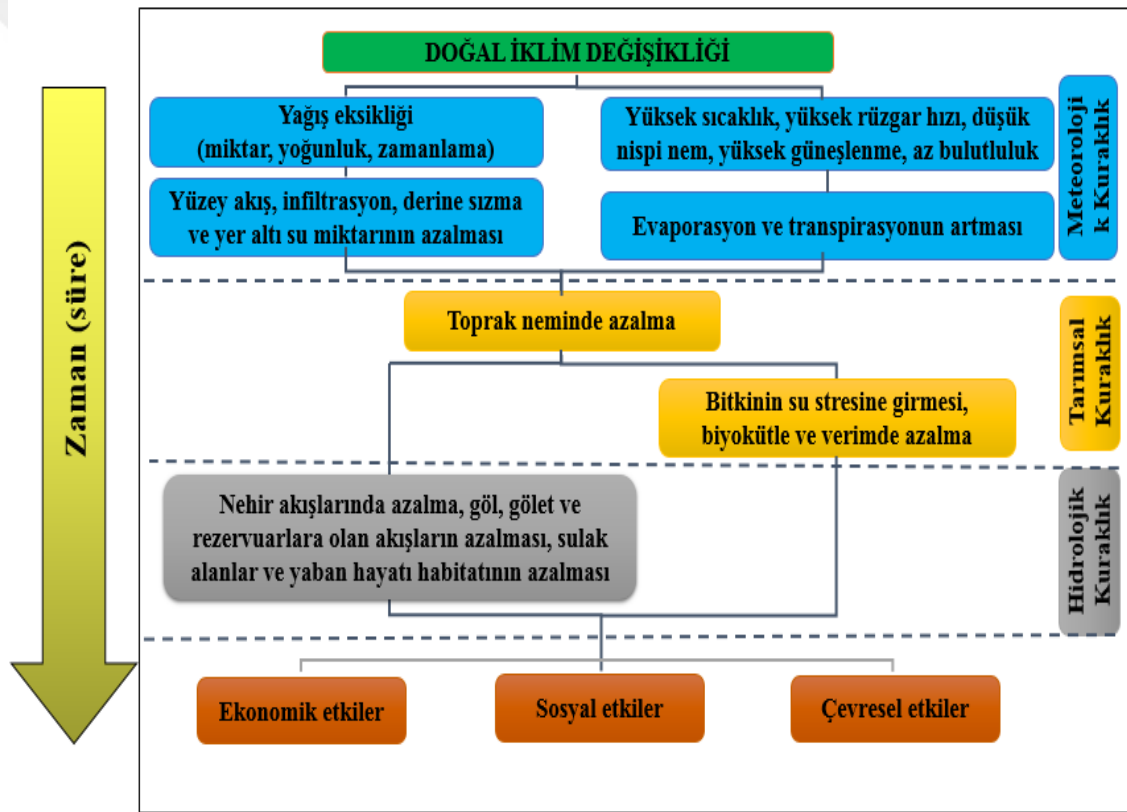 DOĞAL İKLİM DEĞİŞİKLİĞİ
Yağış eksikliği
(miktar, yoğunluk, zamanlama)
Yüksek sıcaklık, yüksek rüzgar hızı, düşük
nispi nem, yüksek güneşlenme, az bulutluluk
Yüzey akış, infiltrasyon, derine sızma
ve yer altı su miktarının azalması
Evaporasyon ve transpirasyonun artması
Meteoroloji
k Kuraklık
Zaman (süre)
Toprak neminde azalma
Bitkinin su stresine girmesi,
biyokütle ve verimde azalma
Tarımsal
Kuraklık
Nehir akışlarında azalma, göl, gölet ve
rezervuarlara olan akışların azalması, sulak
alanlar ve yaban hayatı habitatının azalması
Hidrolojik
Kuraklık
Ekonomik etkiler
Sosyal etkiler
Çevresel etkiler